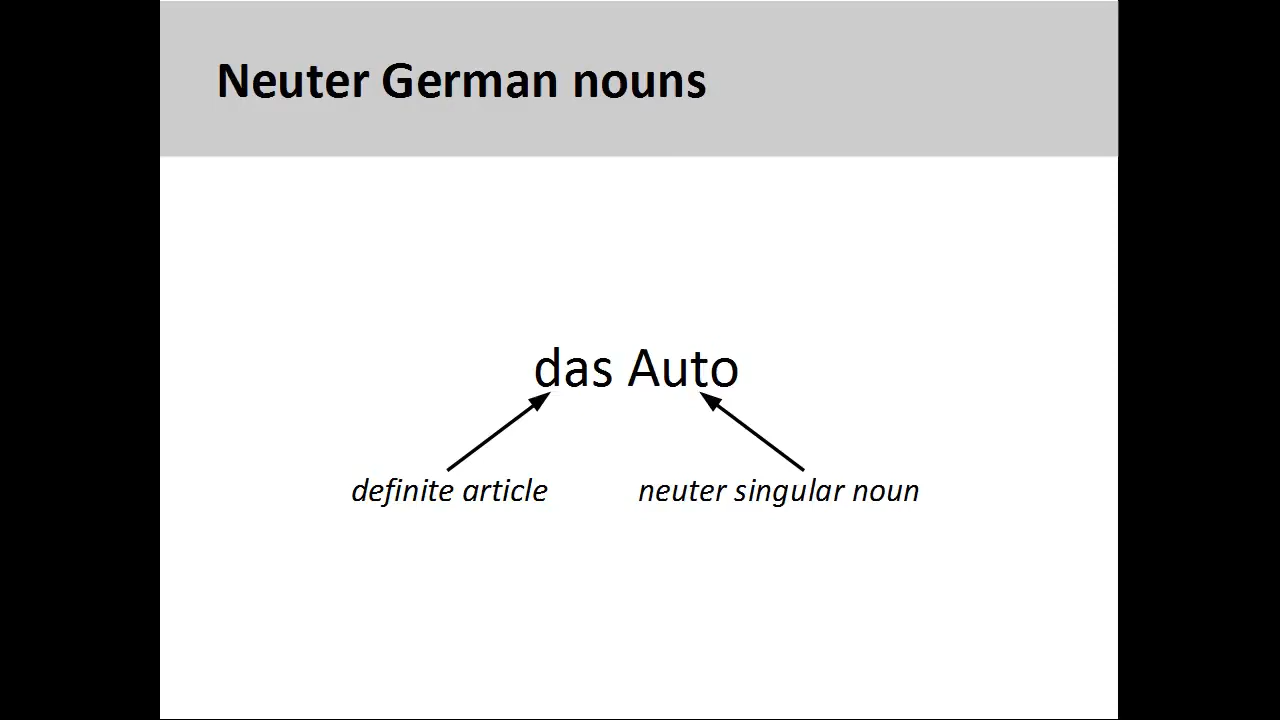 Neuter German nouns
das Auto
definite article
neuter singular noun